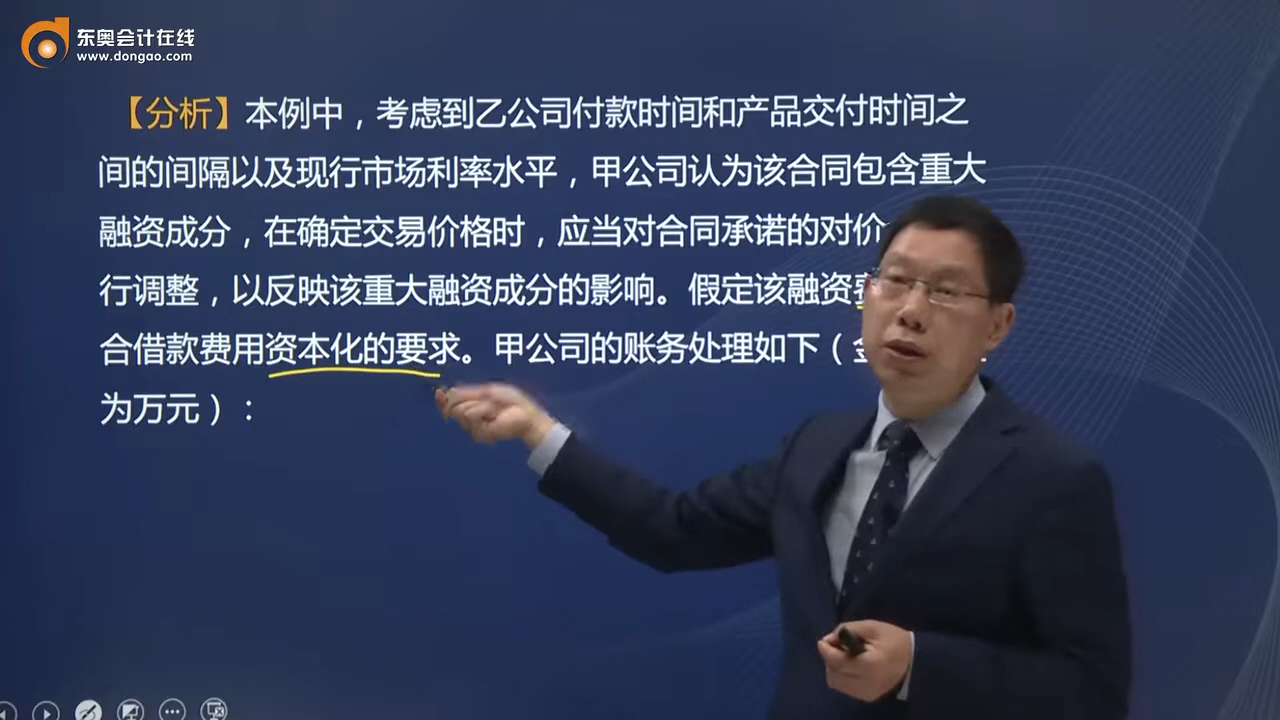 东奥会计在线
www.dongao.com
【分析】本例中，考虑到乙公司付款时间和产品交付时间之
间的间隔以及现行市场利率水平，甲公司认为该合同包含重大
融资成分，在确定交易价格时，应当对合同承诺的对价
行调整，以反映该重大融资成分的影响。假定该融资
合借款费用资本化的要求。甲公司的账务处理如下（
为万元）：